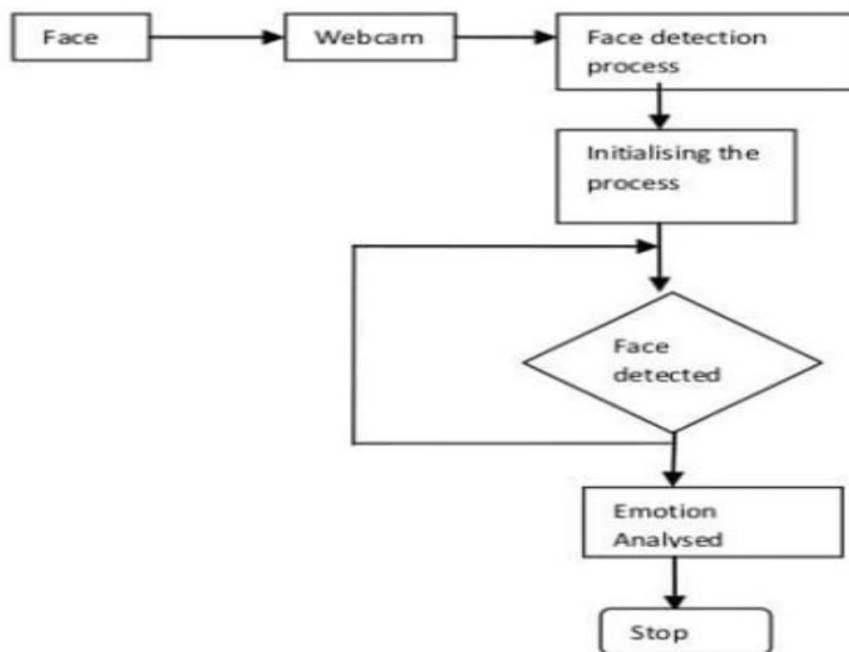 Face
Webcam
Face detection
process
Initialising the
process
Face
detected
Emotion
Analysed
Stop